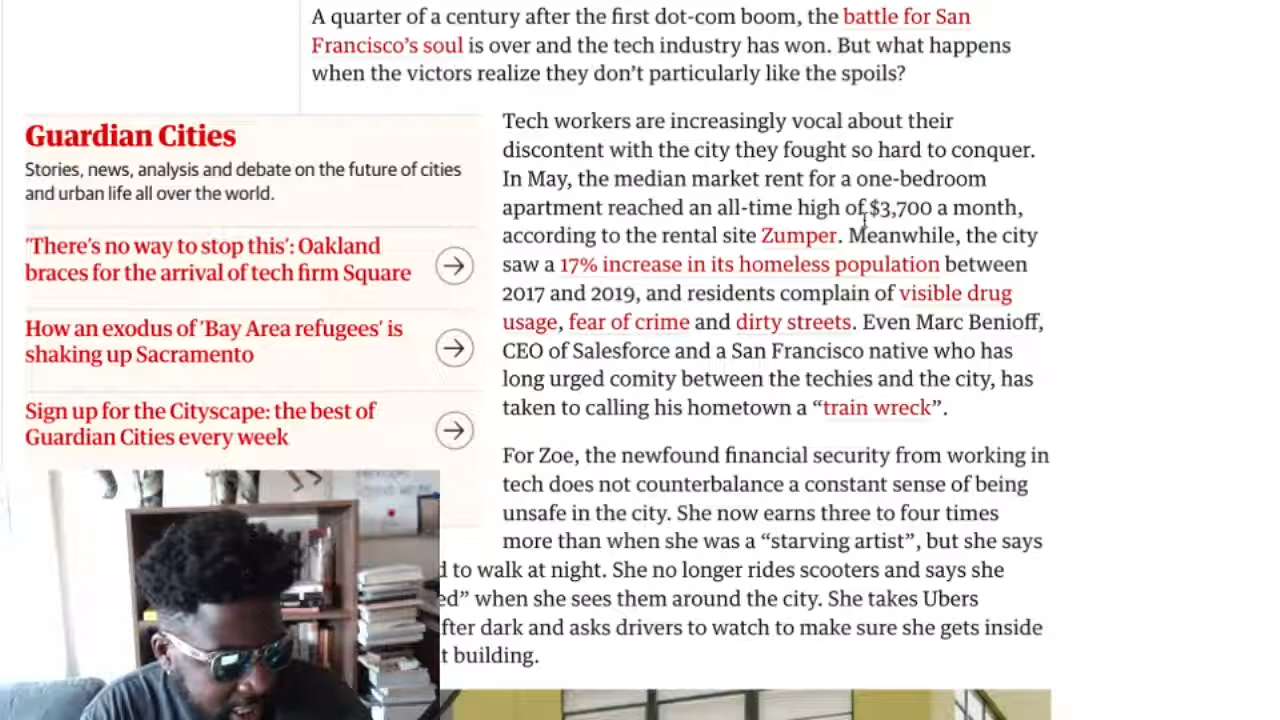 A quarter of a century after the first dot-com boom, the battle for San
Francisco’s soul is over and the tech industry has won. But what happens
when the victors realize they don’t particularly like the spoils?
Guardian Cities
Stories, news, analysis and debate on the future of cities
and urban life all over the world.
‘There’s no way to stop this’: Oakland
braces for the arrival of tech firm Square
How an exodus of ‘Bay Area refugees’ is
shaking up Sacramento
Sign up for the Cityscape: the best of
Guardian Cities every week
Tech workers are increasingly vocal about their
discontent with the city they fought so hard to conquer.
In May, the median market rent for a one-bedroom
apartment reached an all-time high of $3,700 a month,
according to the rental site Zumper. Meanwhile, the city
saw a 17% increase in its homeless population between
2017 and 2019, and residents complain of visible drug
usage, fear of crime and dirty streets. Even Marc Benioff,
CEO of Salesforce and a San Francisco native who has
long urged comity between the techies and the city, has
taken to calling his hometown a “train wreck”.
For Zoe, the newfound financial security from working in
tech does not counterbalance a constant sense of being
unsafe in the city. She now earns three to four times
more than when she was a “starving artist”, but she says
d to walk at night. She no longer rides scooters and says she
ed” when she sees them around the city. She takes Ubers
fter dark and asks drivers to watch to make sure she gets inside
t building.